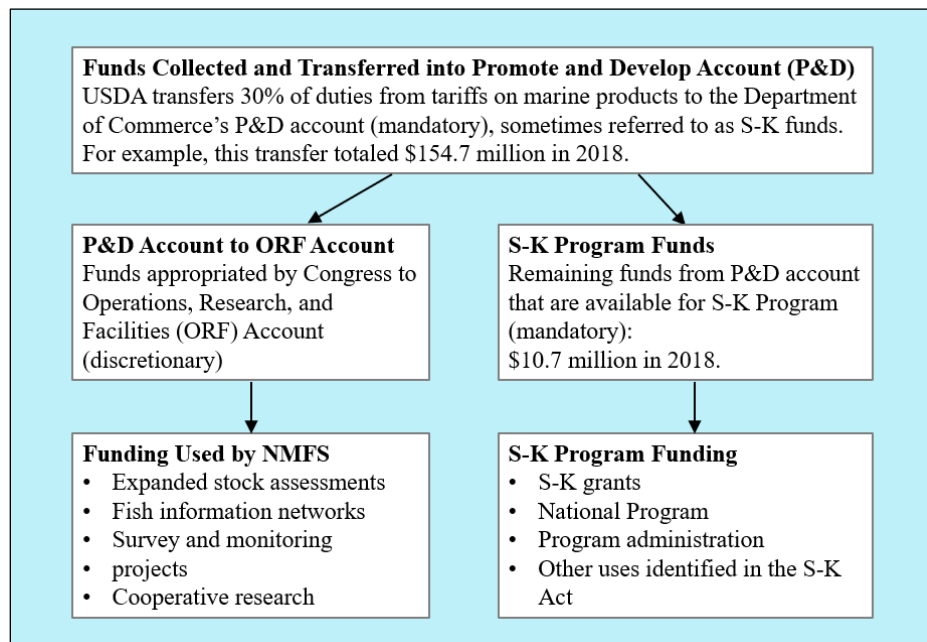 Funds Collected and Transferred into Promote and Develop Account (P&D)
USDA transfers 30% of duties from tariffs on marine products to the Department
of Commerce's P&D account (mandatory), sometimes referred to as S-K funds.
For example, this transfer totaled $154.7 million in 2018.
P&D Account to ORF Account
Funds appropriated by Congress to
Operations, Research, and
Facilities (ORF) Account
(discretionary)
S-K Program Funds
Remaining funds from P&D account
that are available for S-K Program
(mandatory):
$10.7 million in 2018.
Funding Used by NMFS
• Expanded stock assessments
• Fish information networks
• Survey and monitoring
• projects
• Cooperative research
S-K Program Funding
• S-K grants
• National Program
• Program administration
• Other uses identified in the S-K
Act